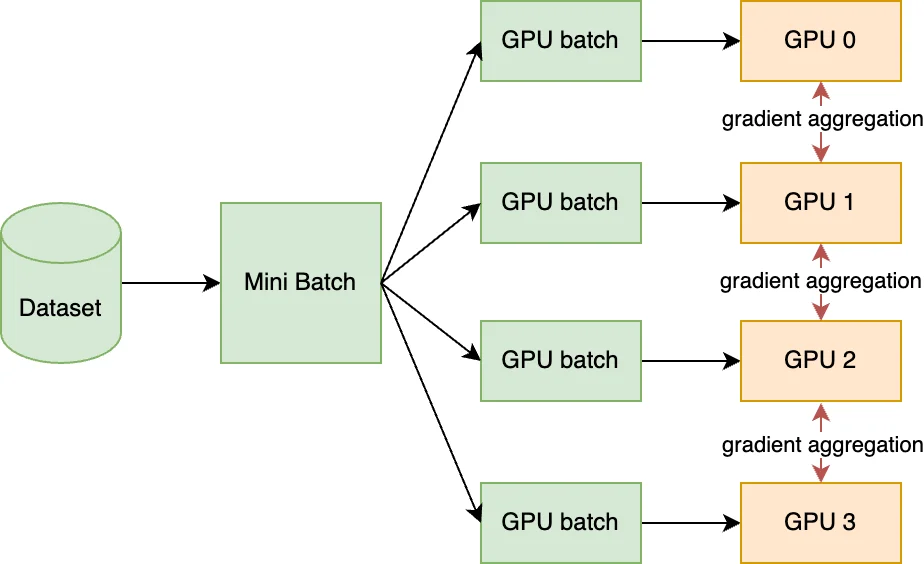 GPU batch
GPU 0
gradient aggregation
GPU batch
GPU 1
Dataset
Mini Batch
gradient aggregation
GPU batch
GPU 2
gradient aggregation
GPU batch
GPU 3